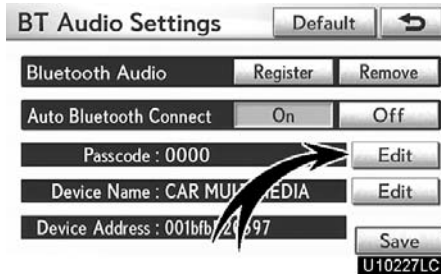 BT Audio Settings Default
Bluetooth Audio Register Remove
Auto Bluetooth Connect On Off
Passcode : 0000 Edit
Device Name : CAR MULTIMEDIA Edit
Device Address :
Save
U10227LC